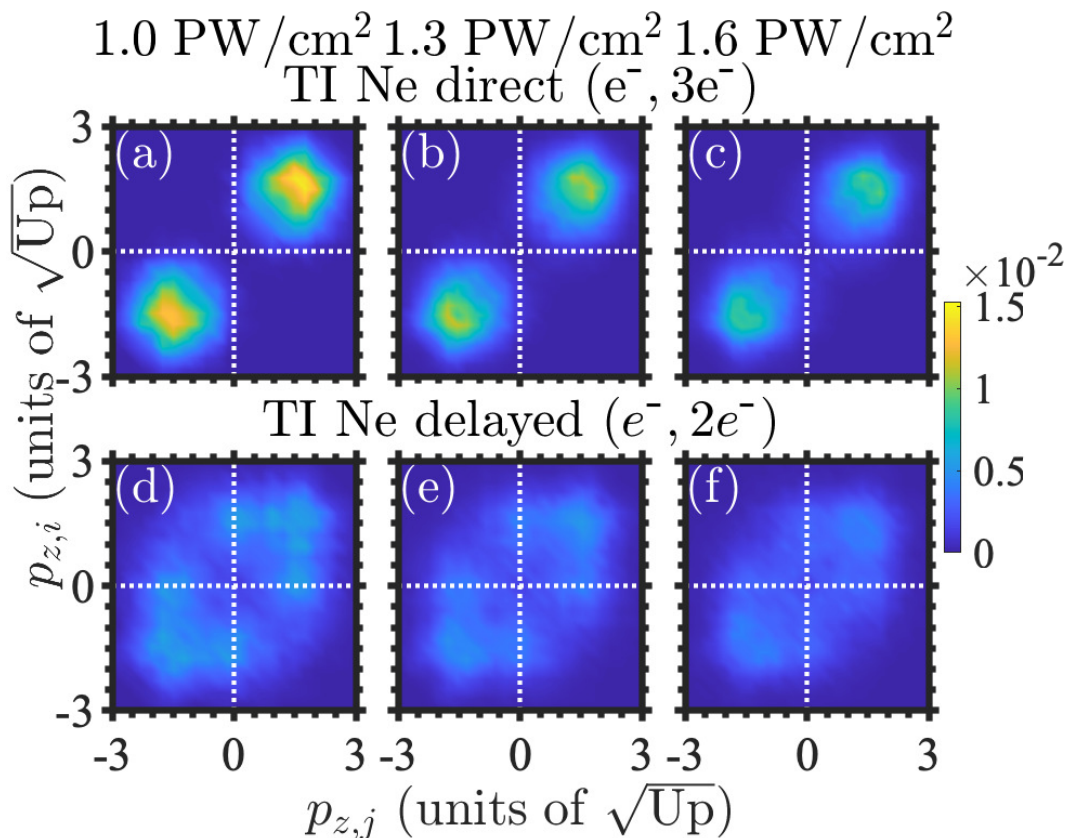 1.0 PW/cm² 1.3 PW/cm² 1.6 PW/cm²
TI Ne direct (e⁻, 3e⁻)
3 (a) (b) (c)
0
-3
×10⁻²
1.5
1
0.5
0
TI Ne delayed (e⁻, 2e⁻)
3 (d) (e) (f)
0
-3
-3 0 3 -3 0 3 -3 0 3
p_{z,i} (units of √Up)
p_{z,j} (units of √Up)